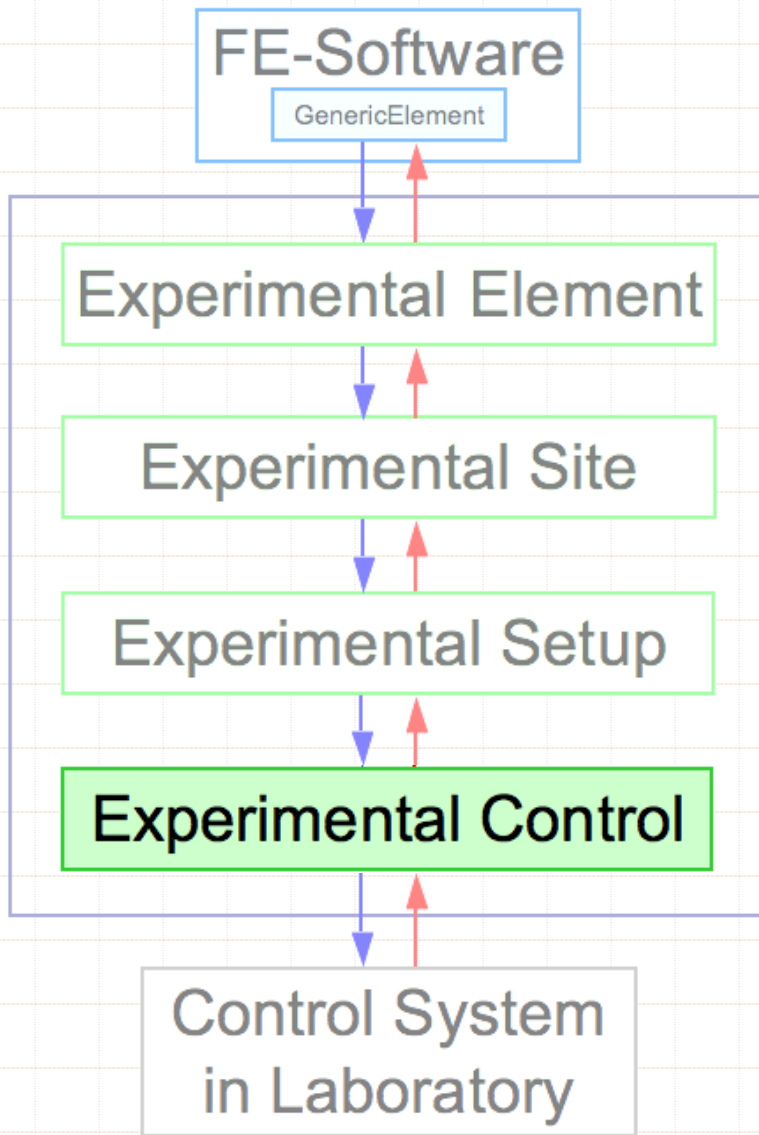 FE-Software
GenericElement
Experimental Element
Experimental Site
Experimental Setup
Experimental Control
Control System
in Laboratory